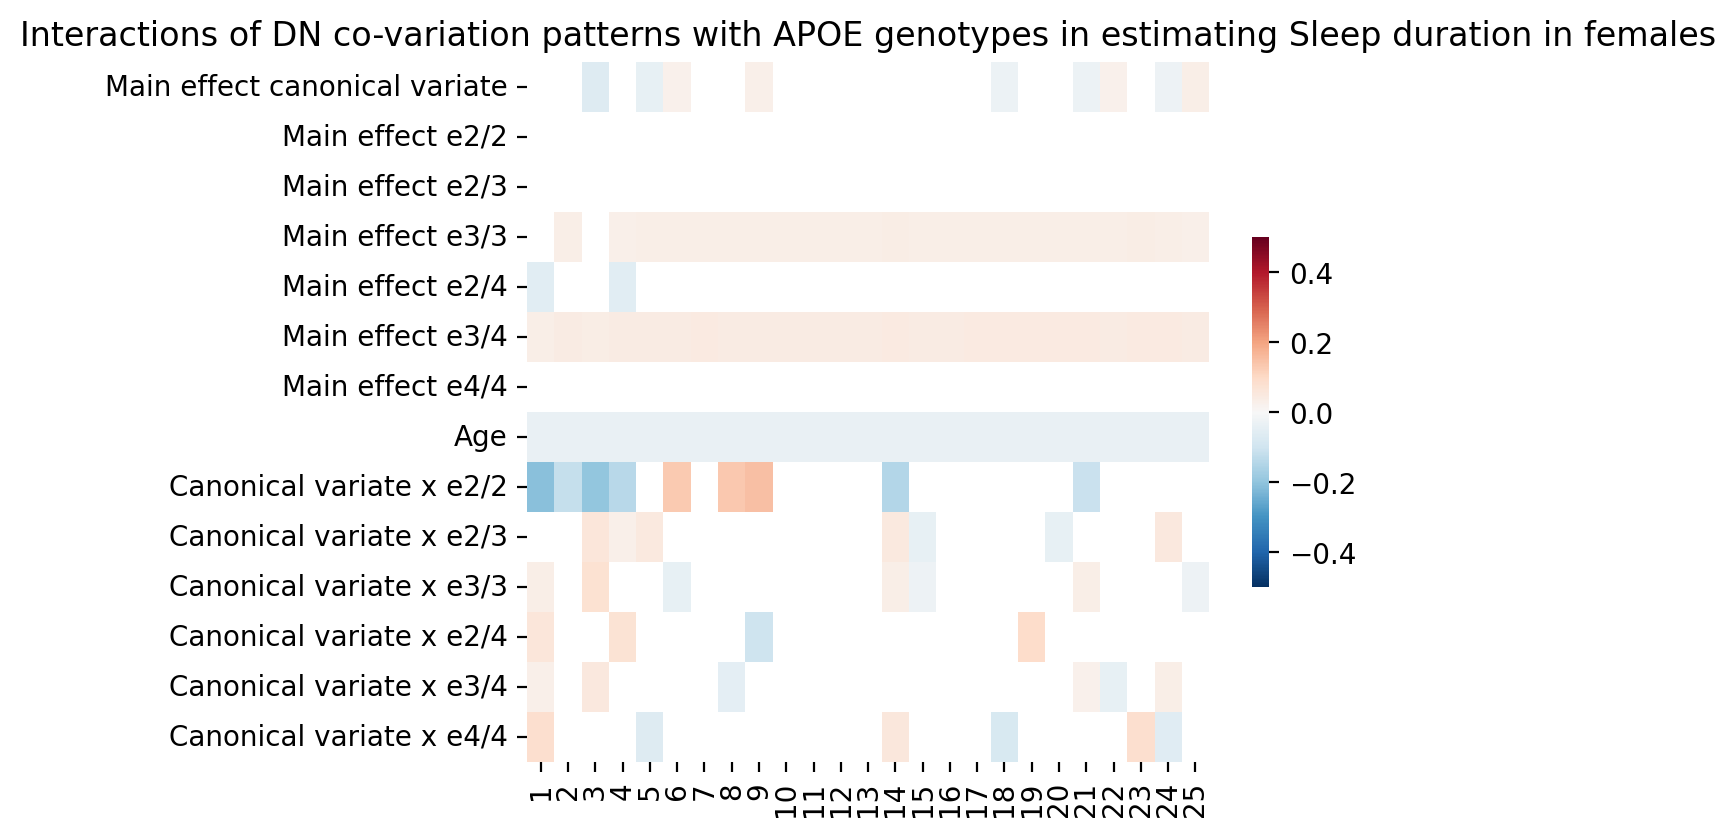 Interactions of DN co-variation patterns with APOE genotypes in estimating Sleep duration in females
Main effect canonical variate
Main effect e2/2
Main effect e2/3
Main effect e3/3
Main effect e2/4
Main effect e3/4
Main effect e4/4
Age
Canonical variate x e2/2
Canonical variate x e2/3
Canonical variate x e3/3
Canonical variate x e2/4
Canonical variate x e3/4
Canonical variate x e4/4
1 2 3 4 5 6 7 8 9 10 11 12 13 14 15 16 17 18 19 20 21 22 23 24 25
0.4
0.2
0.0
−0.2
−0.4